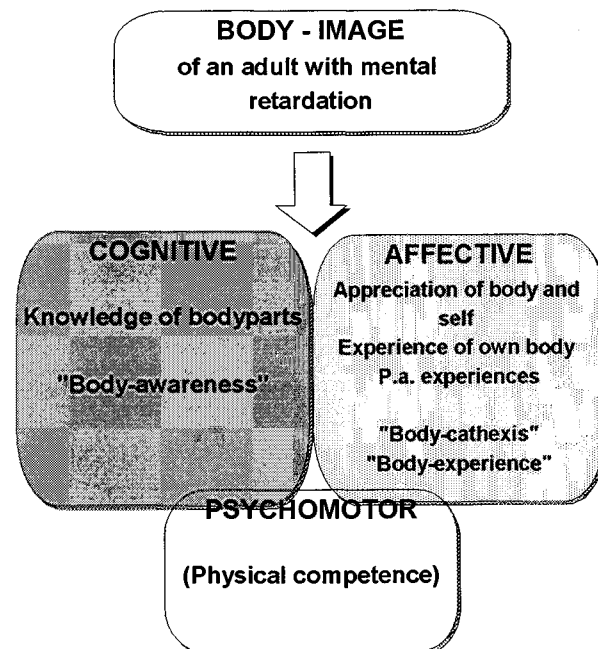 BODY - IMAGE
of an adult with mental
retardation
COGNITIVE
Knowledge of bodyparts
"Body-awareness"
AFFECTIVE
Appreciation of body and
self
Experience of own body
P.a. experiences
"Body-cathexis"
"Body-experience"
PSYCHOMOTOR
(Physical competence)